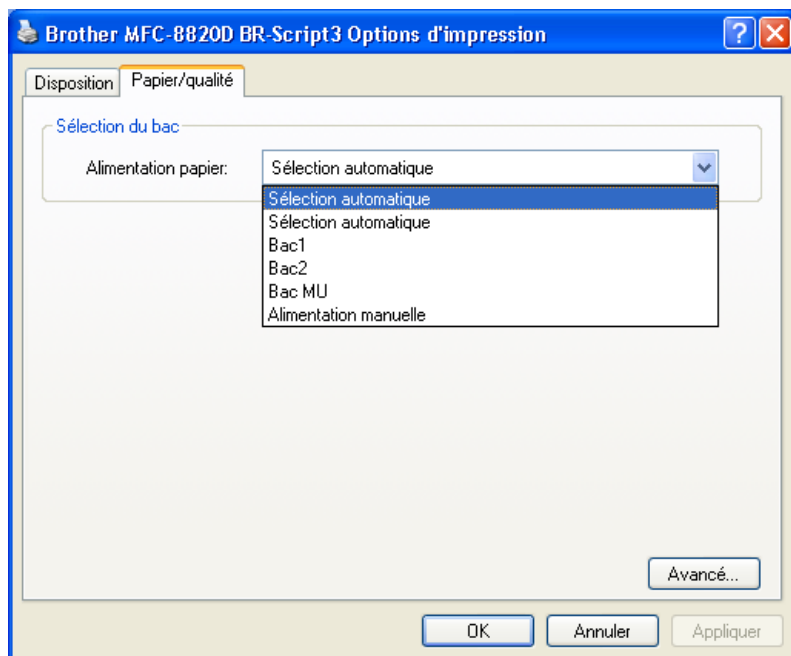 Brother MFC-8820D BR-Script3 Options d'impression
Disposition
Papier/qualité
Sélection du bac
Alimentation papier:
Sélection automatique
Sélection automatique
Sélection automatique
Bac1
Bac2
Bac MU
Alimentation manuelle
Avancé...
OK
Annuler
Appliquer